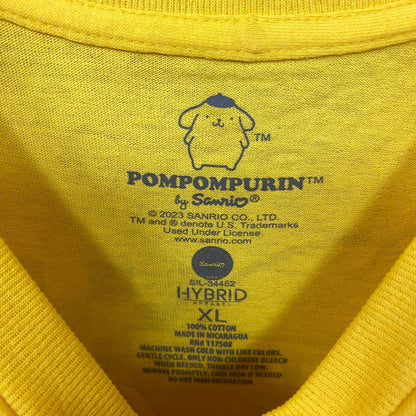 TM
POMPOMPURIN™
by Sanrio®
© 2023 SANRIO CO., LTD.
TM and ® denote U.S. Trademarks
Used Under License.
www.sanrio.com
Sanrio
SIL-34452
HYBRID
APPAREL
XL
100% COTTON
MADE IN NICARAGUA
RN# 117508
MACHINE WASH COLD WITH LIKE COLORS,
GENTLE CYCLE. ONLY NON-CHLORINE BLEACH
WHEN NEEDED. TUMBLE DRY LOW.
REMOVE PROMPTLY. COOL IRON IF NEEDED
DO NOT IRON DECORATION.